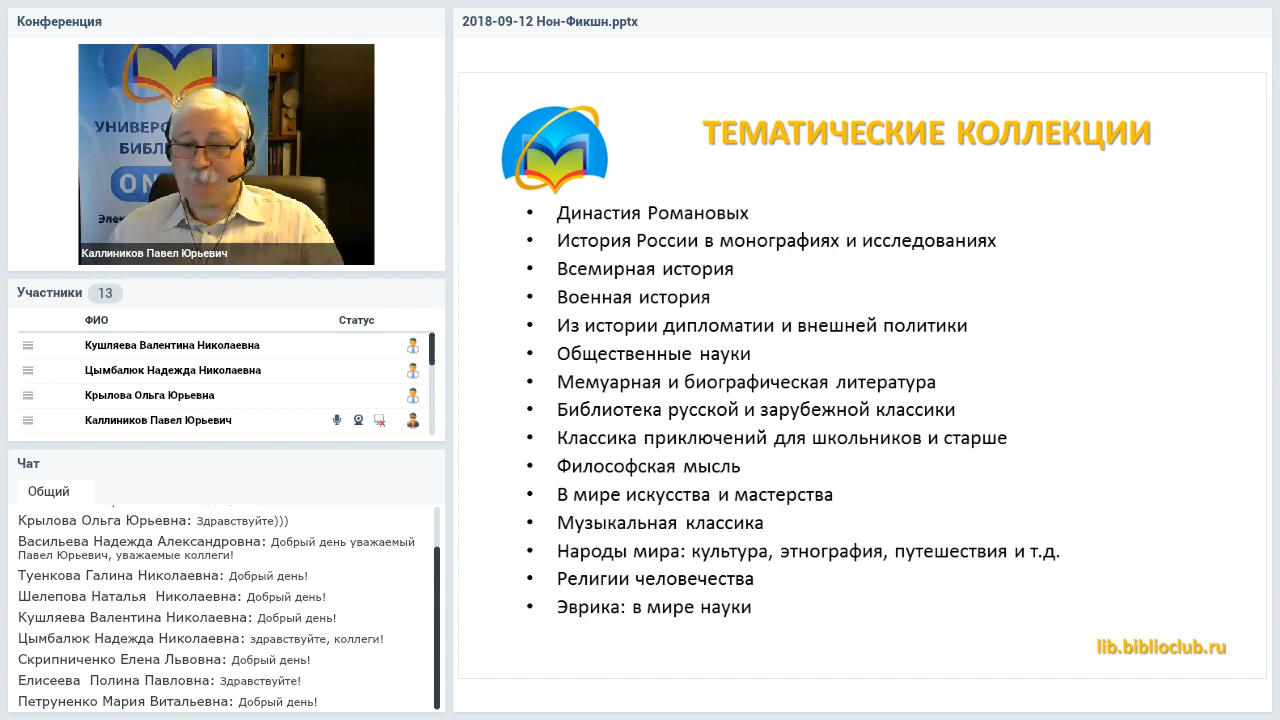 Конференция
УНИВЕРС
БИБЛИ
ON
Элек
Каллиников Павел Юрьевич
Участники 13
ФИО Статус
Кушляева Валентина Николаевна
Цымбалюк Надежда Николаевна
Крылова Ольга Юрьевна
Каллиников Павел Юрьевич
Чат
Общий
Крылова Ольга Юрьевна: Здравствуйте)))
Васильева Надежда Александровна: Добрый день уважаемый
Павел Юрьевич, уважаемые коллеги!
Туенкова Галина Николаевна: Добрый день!
Шелепова Наталья  Николаевна: Добрый день!
Кушляева Валентина Николаевна: Добрый день!
Цымбалюк Надежда Николаевна: здравствуйте, коллеги!
Скрипниченко Елена Львовна: Добрый день!
Елисеева  Полина Павловна: Здравствуйте!
Петруненко Мария Витальевна: Добрый день!
2018-09-12 Нон-Фикшн.pptx
ТЕМАТИЧЕСКИЕ КОЛЛЕКЦИИ
• Династия Романовых
• История России в монографиях и исследованиях
• Всемирная история
• Военная история
• Из истории дипломатии и внешней политики
• Общественные науки
• Мемуарная и биографическая литература
• Библиотека русской и зарубежной классики
• Классика приключений для школьников и старше
• Философская мысль
• В мире искусства и мастерства
• Музыкальная классика
• Народы мира: культура, этнография, путешествия и т.д.
• Религии человечества
• Эврика: в мире науки
lib.biblioclub.ru